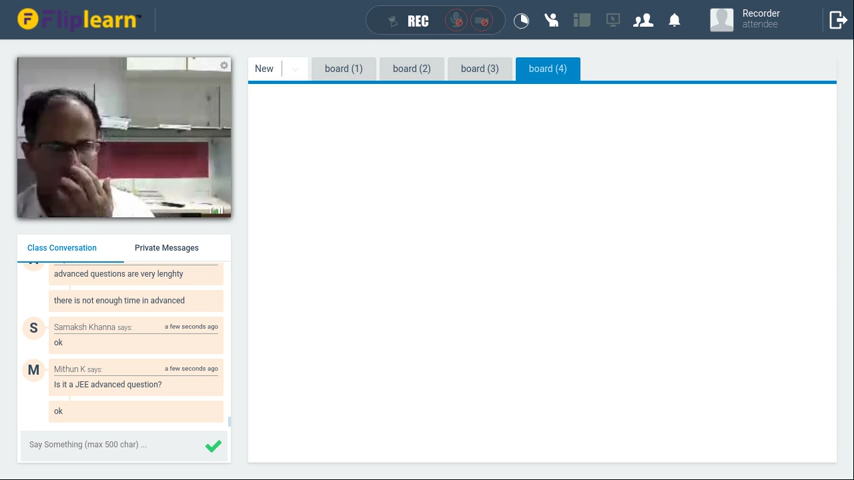 Fliplearn
REC
Recorder
attendee
New
board (1)
board (2)
board (3)
board (4)
Class Conversation
Private Messages
advanced questions are very lenghty
there is not enough time in advanced
S
Samaksh Khanna says:
a few seconds ago
ok
M
Mithun K says:
a few seconds ago
Is it a JEE advanced question?
ok
Say Something (max 500 char) ...